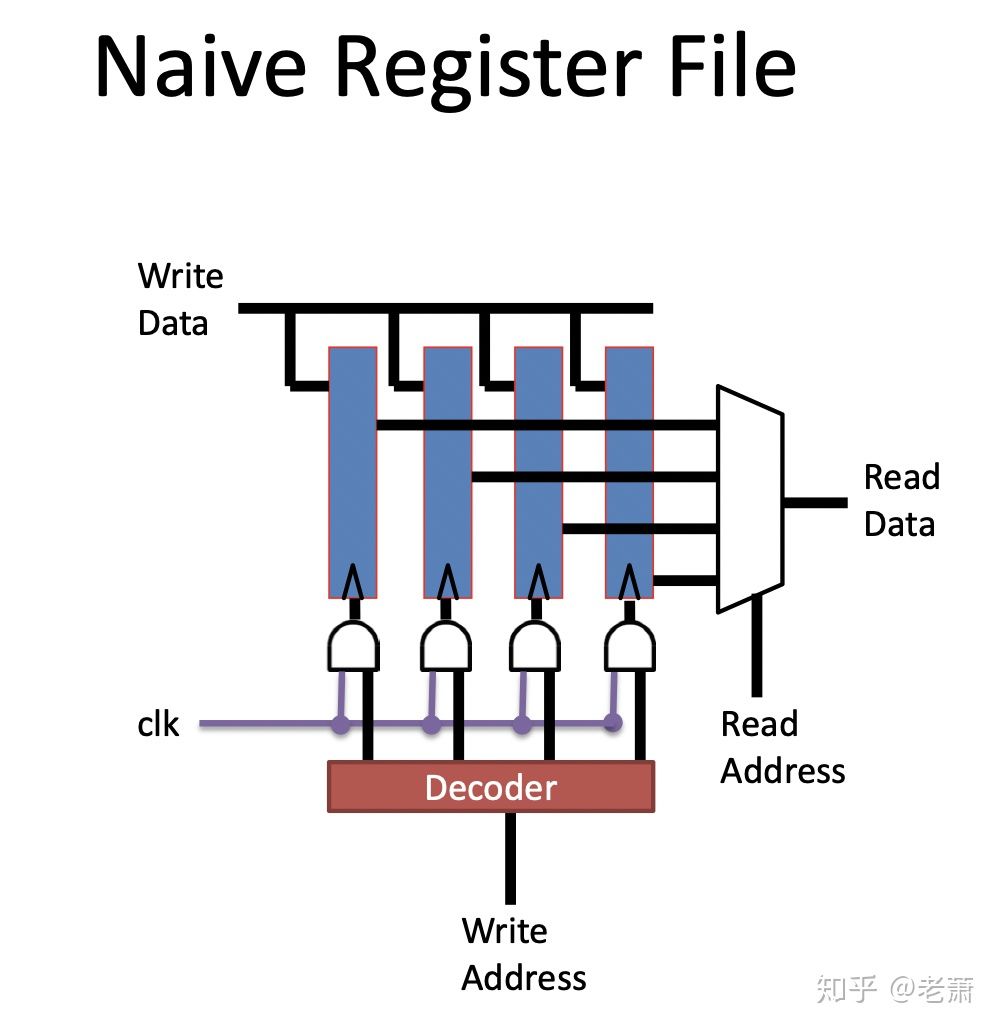 Naive Register File
Write
Data
Read
Data
clk
Read
Address
Decoder
Write
Address
知乎 @老萧